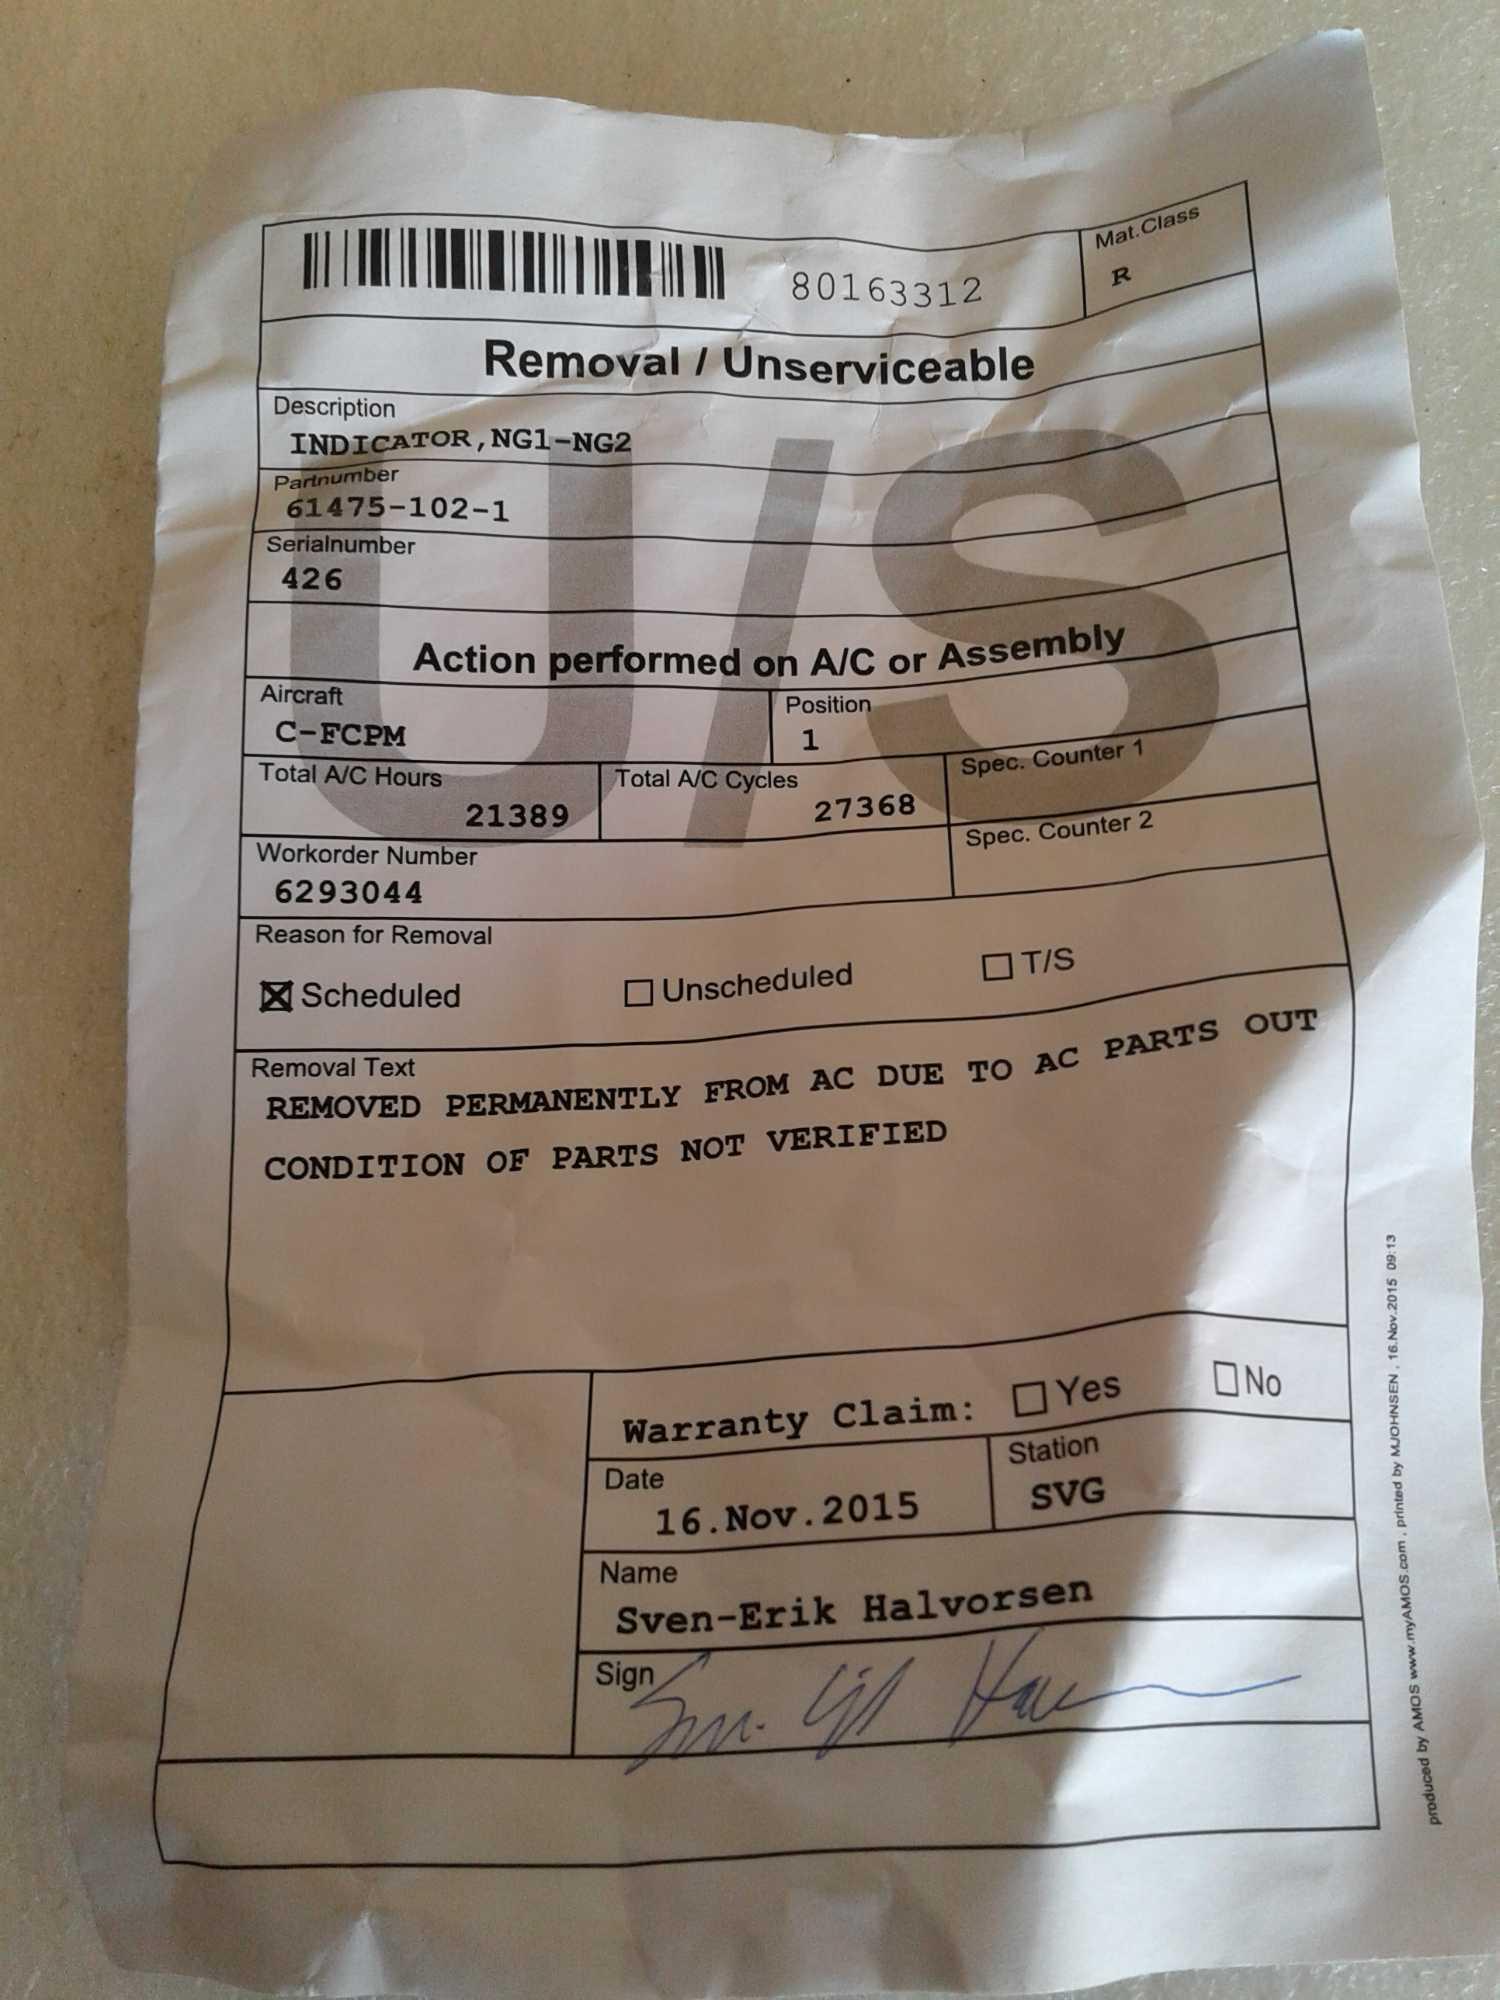 80163312
Mat.Class
R
Removal / Unserviceable
Description
INDICATOR,NG1-NG2
Partnumber
61475-102-1
Serialnumber
426
U/S
Action performed on A/C or Assembly
Aircraft
C-FCPM
Position
1
Total A/C Hours
21389
Total A/C Cycles
27368
Spec. Counter 1
Spec. Counter 2
Workorder Number
6293044
Reason for Removal
Scheduled
Unscheduled
T/S
Removal Text
REMOVED PERMANENTLY FROM AC DUE TO AC PARTS OUT
CONDITION OF PARTS NOT VERIFIED
Warranty Claim: Yes No
Date
16.Nov.2015
Station
SVG
Name
Sven-Erik Halvorsen
Sign
produced by AMOS www.myAMOS.com , printed by MJOHNSEN , 16.Nov.2015 09:13